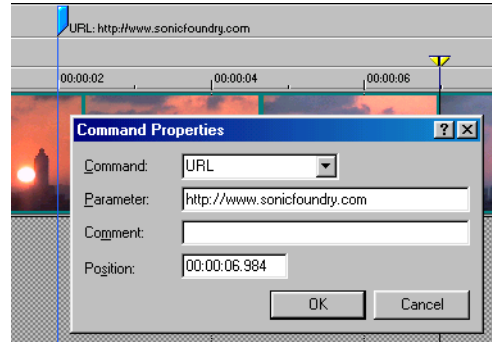 URL: http://www.sonicfoundry.com
00:00:02 00:00:04 00:00:06
Command Properties
Command: URL
Parameter: http://www.sonicfoundry.com
Comment:
Position: 00:00:06.984
OK Cancel